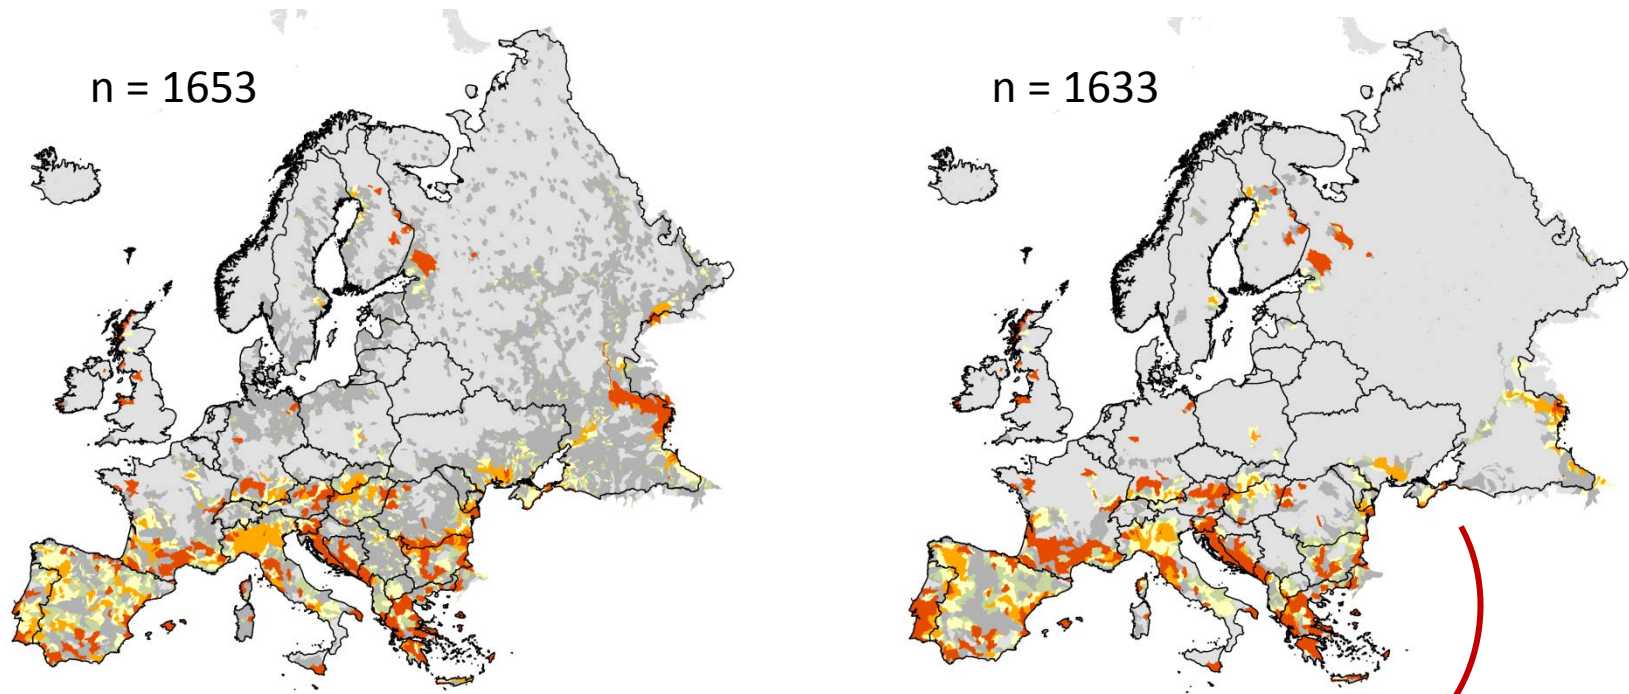 n = 1653
n = 1633